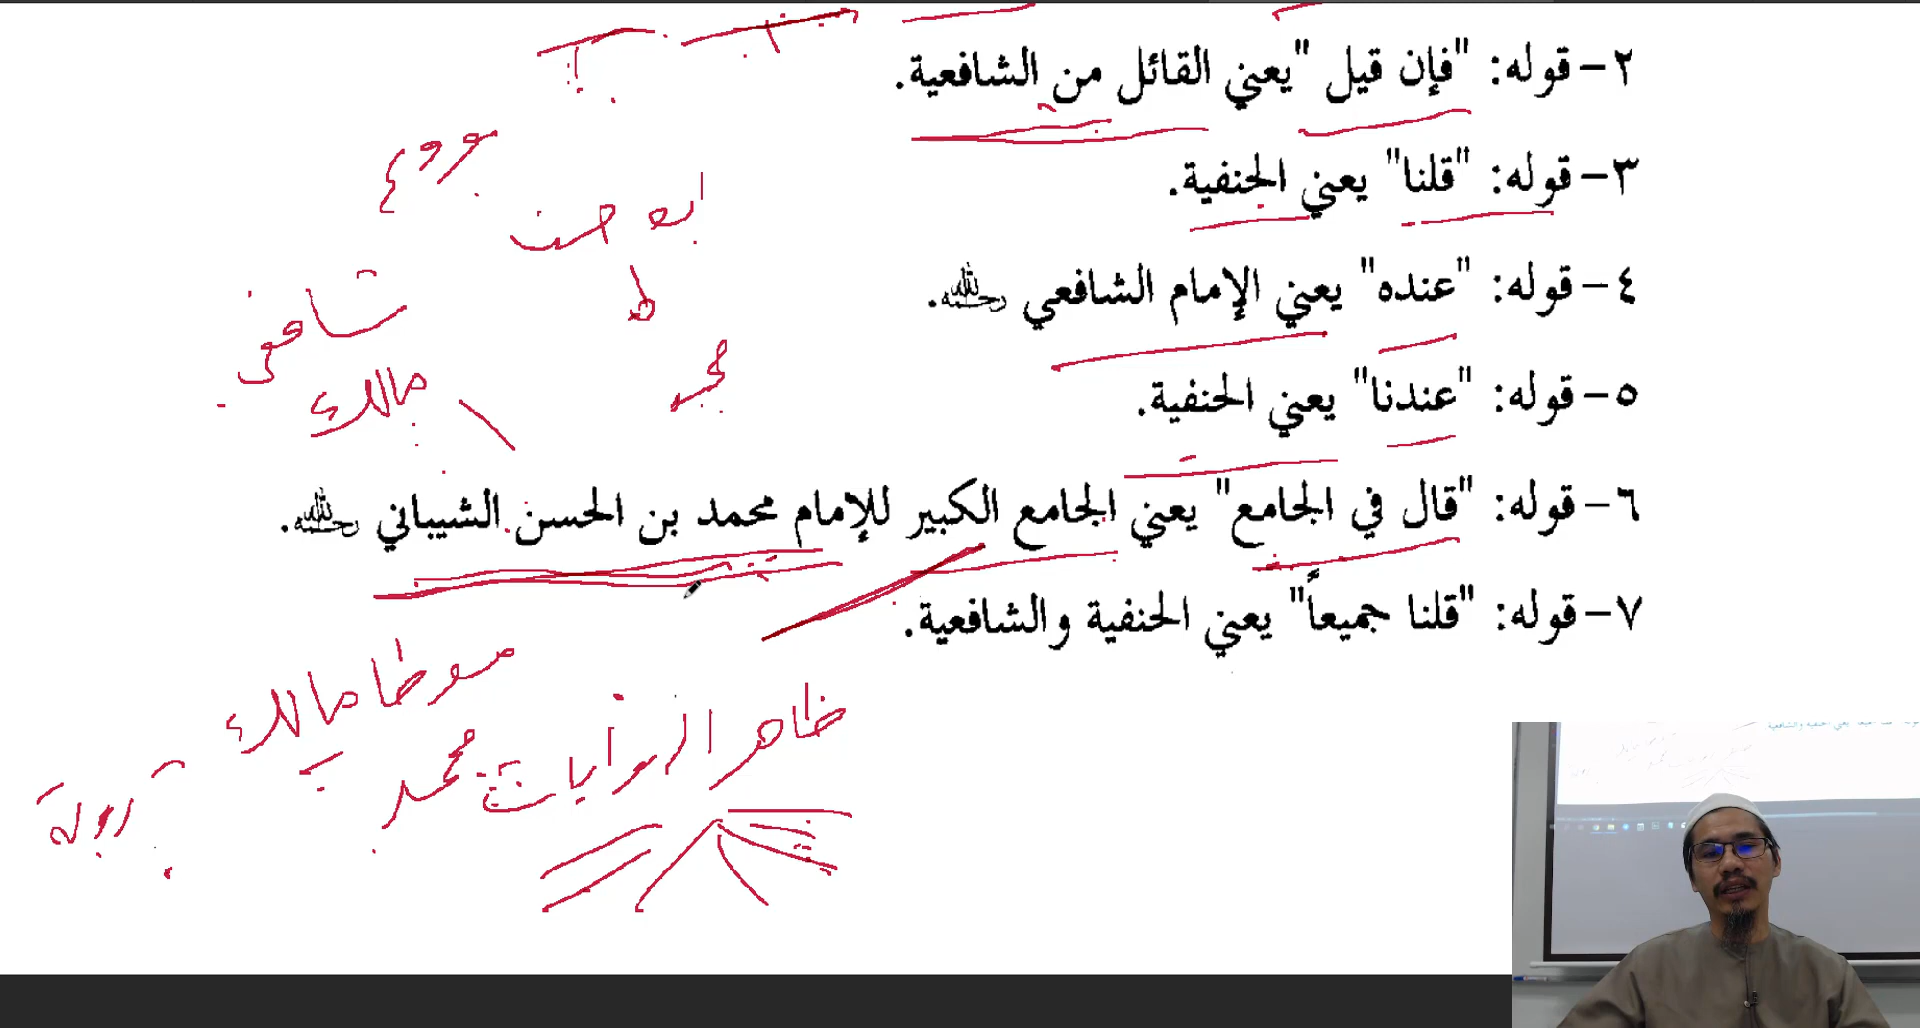 ٢- قوله: "فإن قيل "يعني القائل من الشافعية.
٣- قوله: "قلنا" يعني الحنفية.
٤- قوله: "عنده" يعني الإمام الشافعي رحمه الله.
٥- قوله: "عندنا" يعني الحنفية.
٦- قوله: "قال في الجامع" يعني الجامع الكبير للإمام محمد بن الحسن الشيباني رحمه الله.
٧- قوله: "قلنا جميعاً" يعني الحنفية والشافعية.
شافعي
مالك
موطا مالك
ظاهر الروايات
محمد